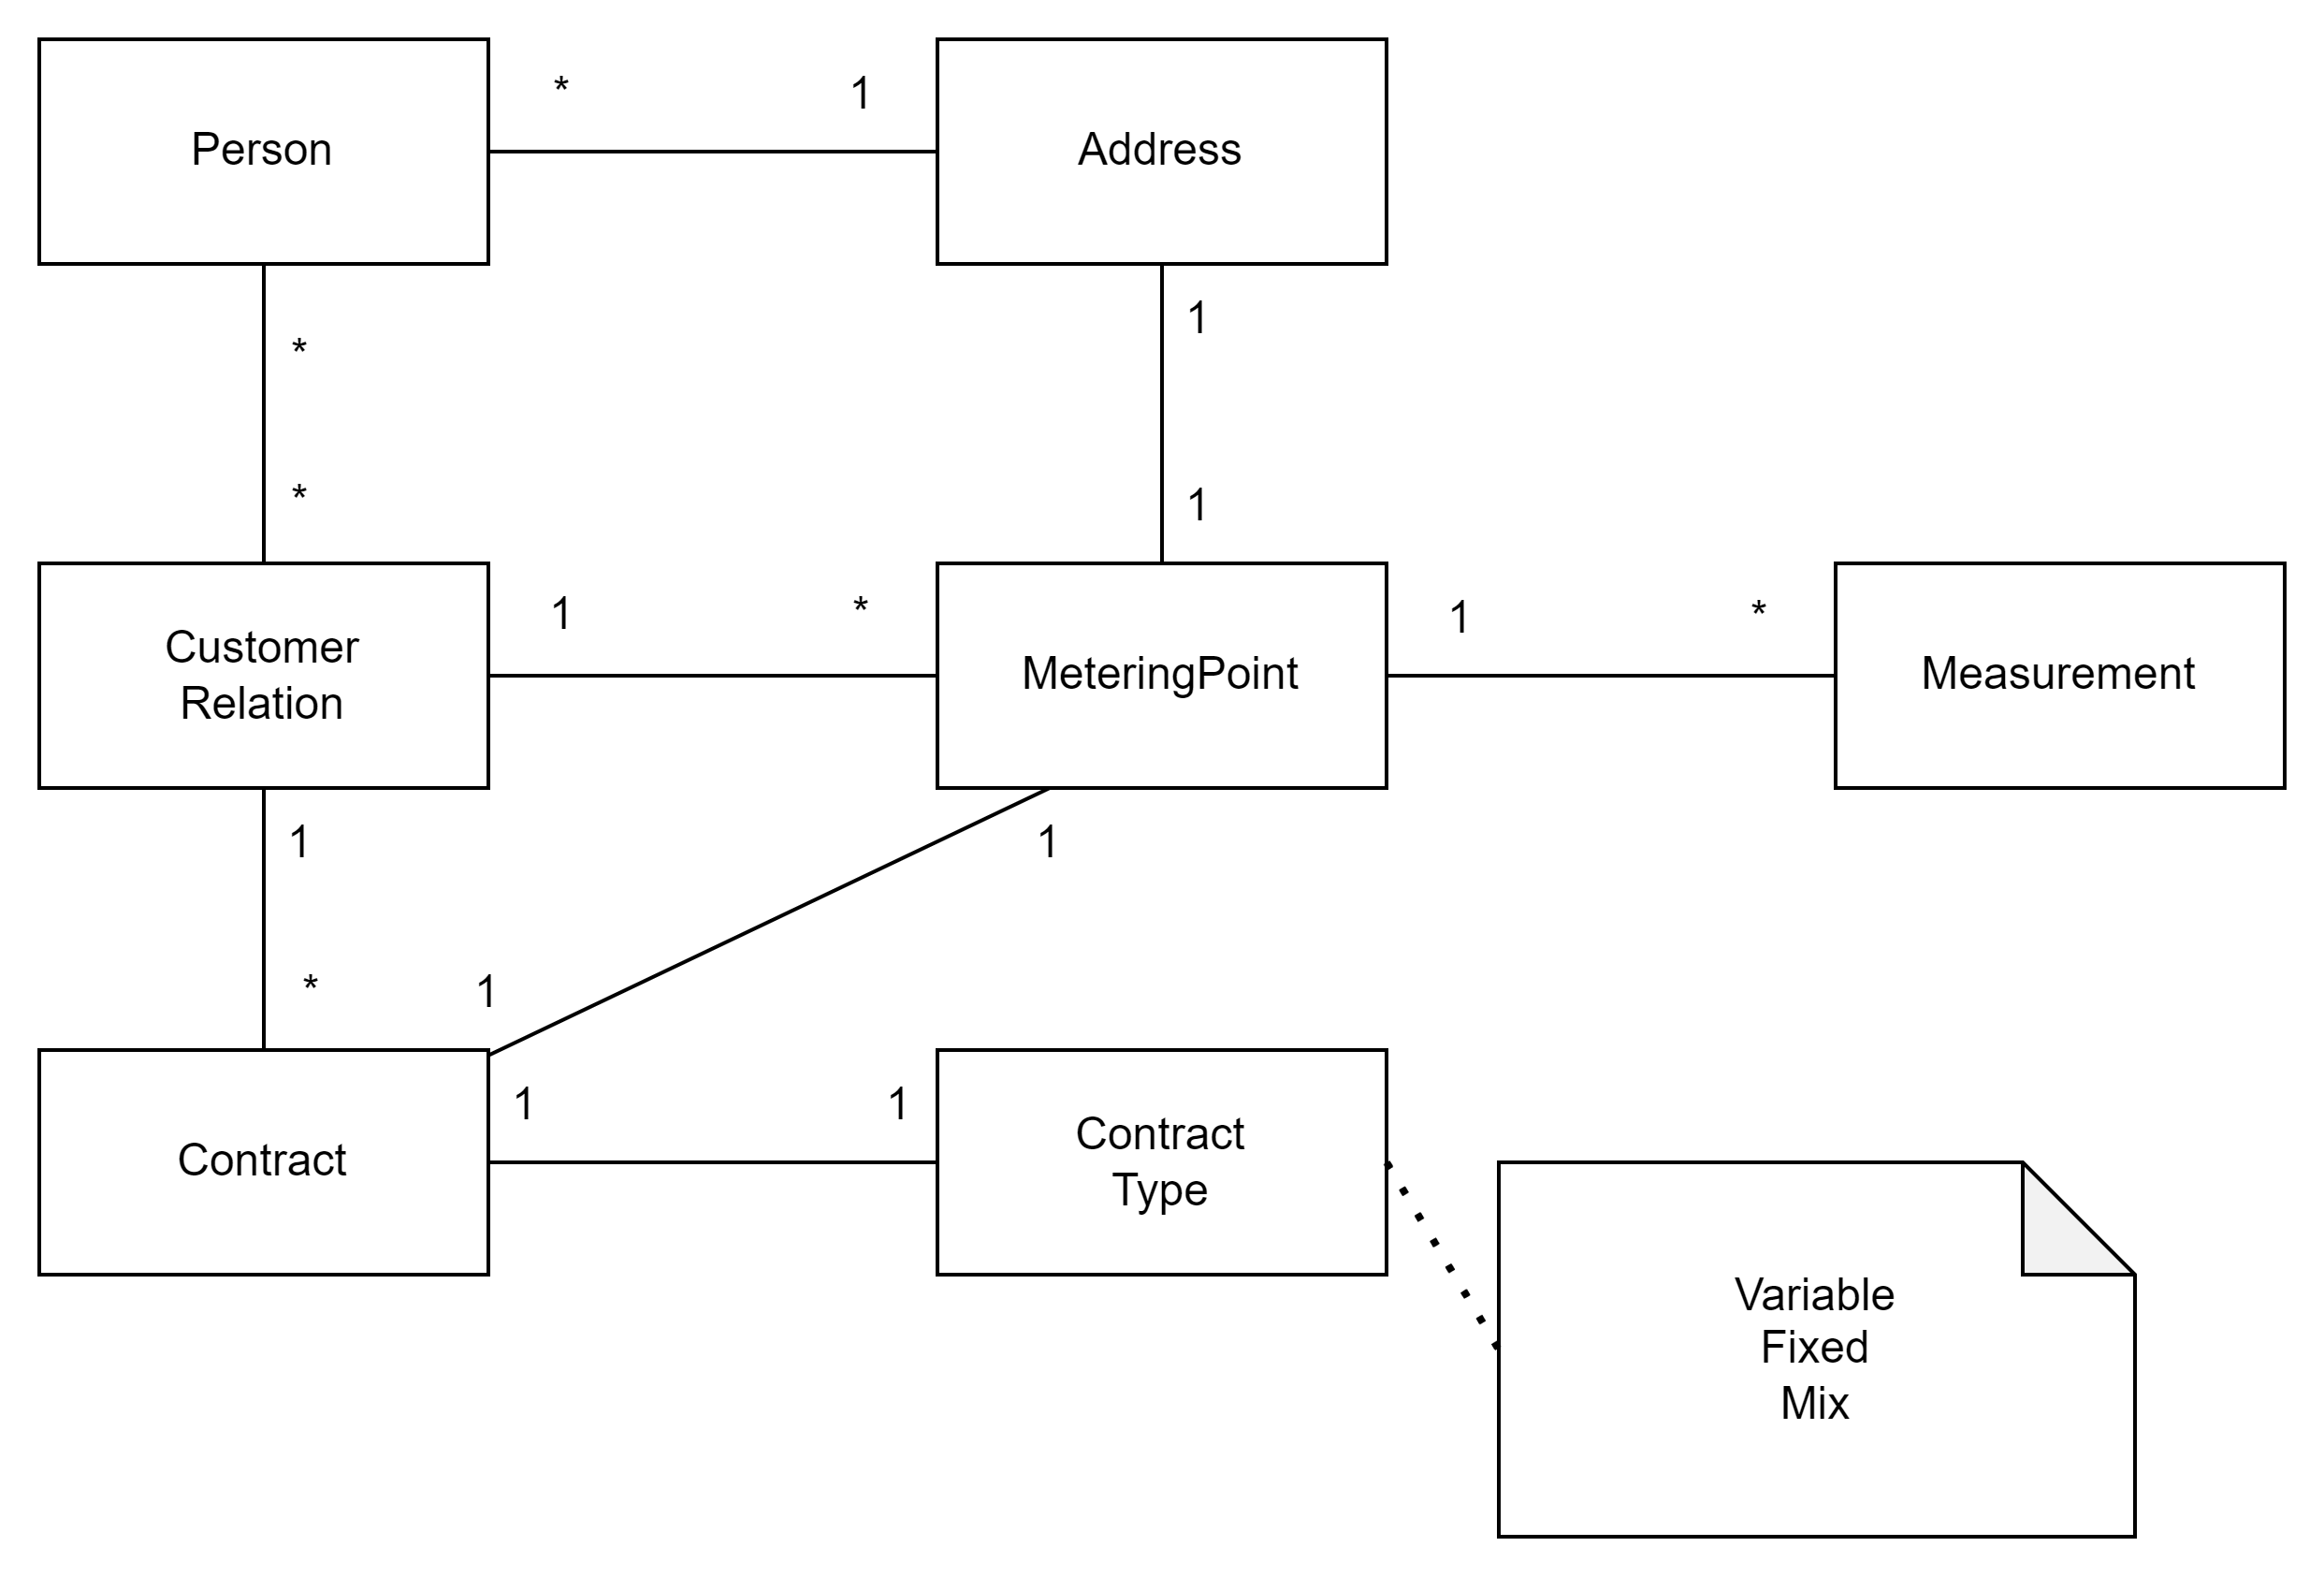 Person
*
1
Address
*
*
1
1
Customer
Relation
1
*
MeteringPoint
1
*
Measurement
1
*
1
1
Contract
1
1
Contract
Type
Variable
Fixed
Mix